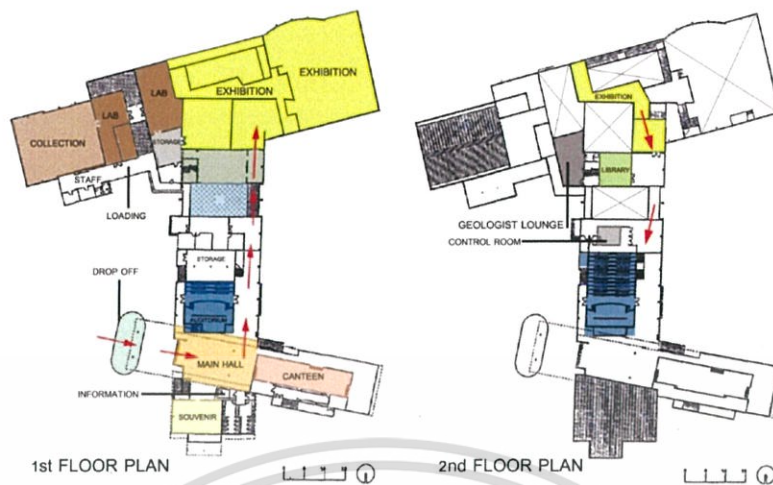 EXHIBITION
EXHIBITION
LAB
LAB
COLLECTION
STORAGE
STAFF
LOADING
STORAGE
DROP OFF
AUDITORIUM
MAIN HALL
CANTEEN
INFORMATION
SOUVENIR
1st FLOOR PLAN
EXHIBITION
LIBRARY
GEOLOGIST LOUNGE
CONTROL ROOM
2nd FLOOR PLAN